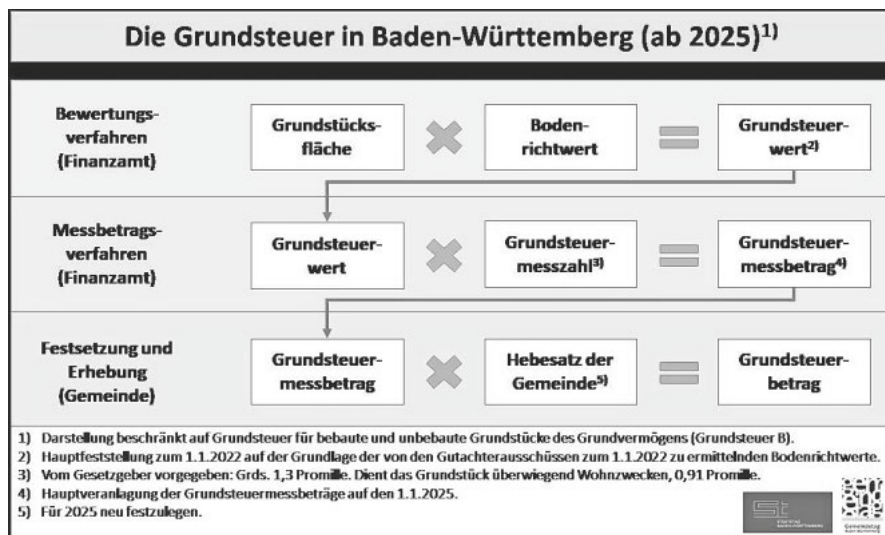 Die Grundsteuer in Baden-Württemberg (ab 2025)1)
Bewertungs-
verfahren
(Finanzamt)
Grundstücks-
fläche
Boden-
richtwert
Grundsteuer-
wert2)
Messbetrags-
verfahren
(Finanzamt)
Grundsteuer-
wert
Grundsteuer-
messzahl3)
Grundsteuer-
messbetrag4)
Festsetzung und
Erhebung
(Gemeinde)
Grundsteuer-
messbetrag
Hebesatz der
Gemeinde5)
Grundsteuer-
betrag
1) Darstellung beschränkt auf Grundsteuer für bebaute und unbebaute Grundstücke des Grundvermögens (Grundsteuer B).
2) Hauptfeststellung zum 1.1.2022 auf der Grundlage der von den Gutachterausschüssen zum 1.1.2022 zu ermittelnden Bodenrichtwerte.
3) Vom Gesetzgeber vorgegeben: Grds. 1,3 Promille. Dient das Grundstück überwiegend Wohnzwecken, 0,91 Promille.
4) Hauptveranlagung der Grundsteuermessbeträge auf den 1.1.2025.
5) Für 2025 neu festzulegen.
St
Gemeindetag